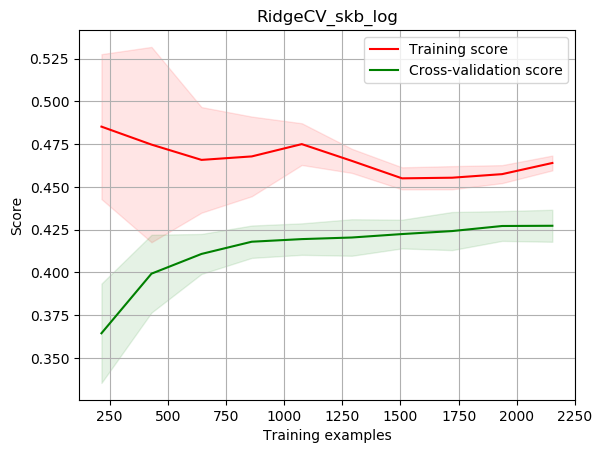 RidgeCV_skb_log
Training score
Cross-validation score
Score
0.525
0.500
0.475
0.450
0.425
0.400
0.375
0.350
250 500 750 1000 1250 1500 1750 2000 2250
Training examples